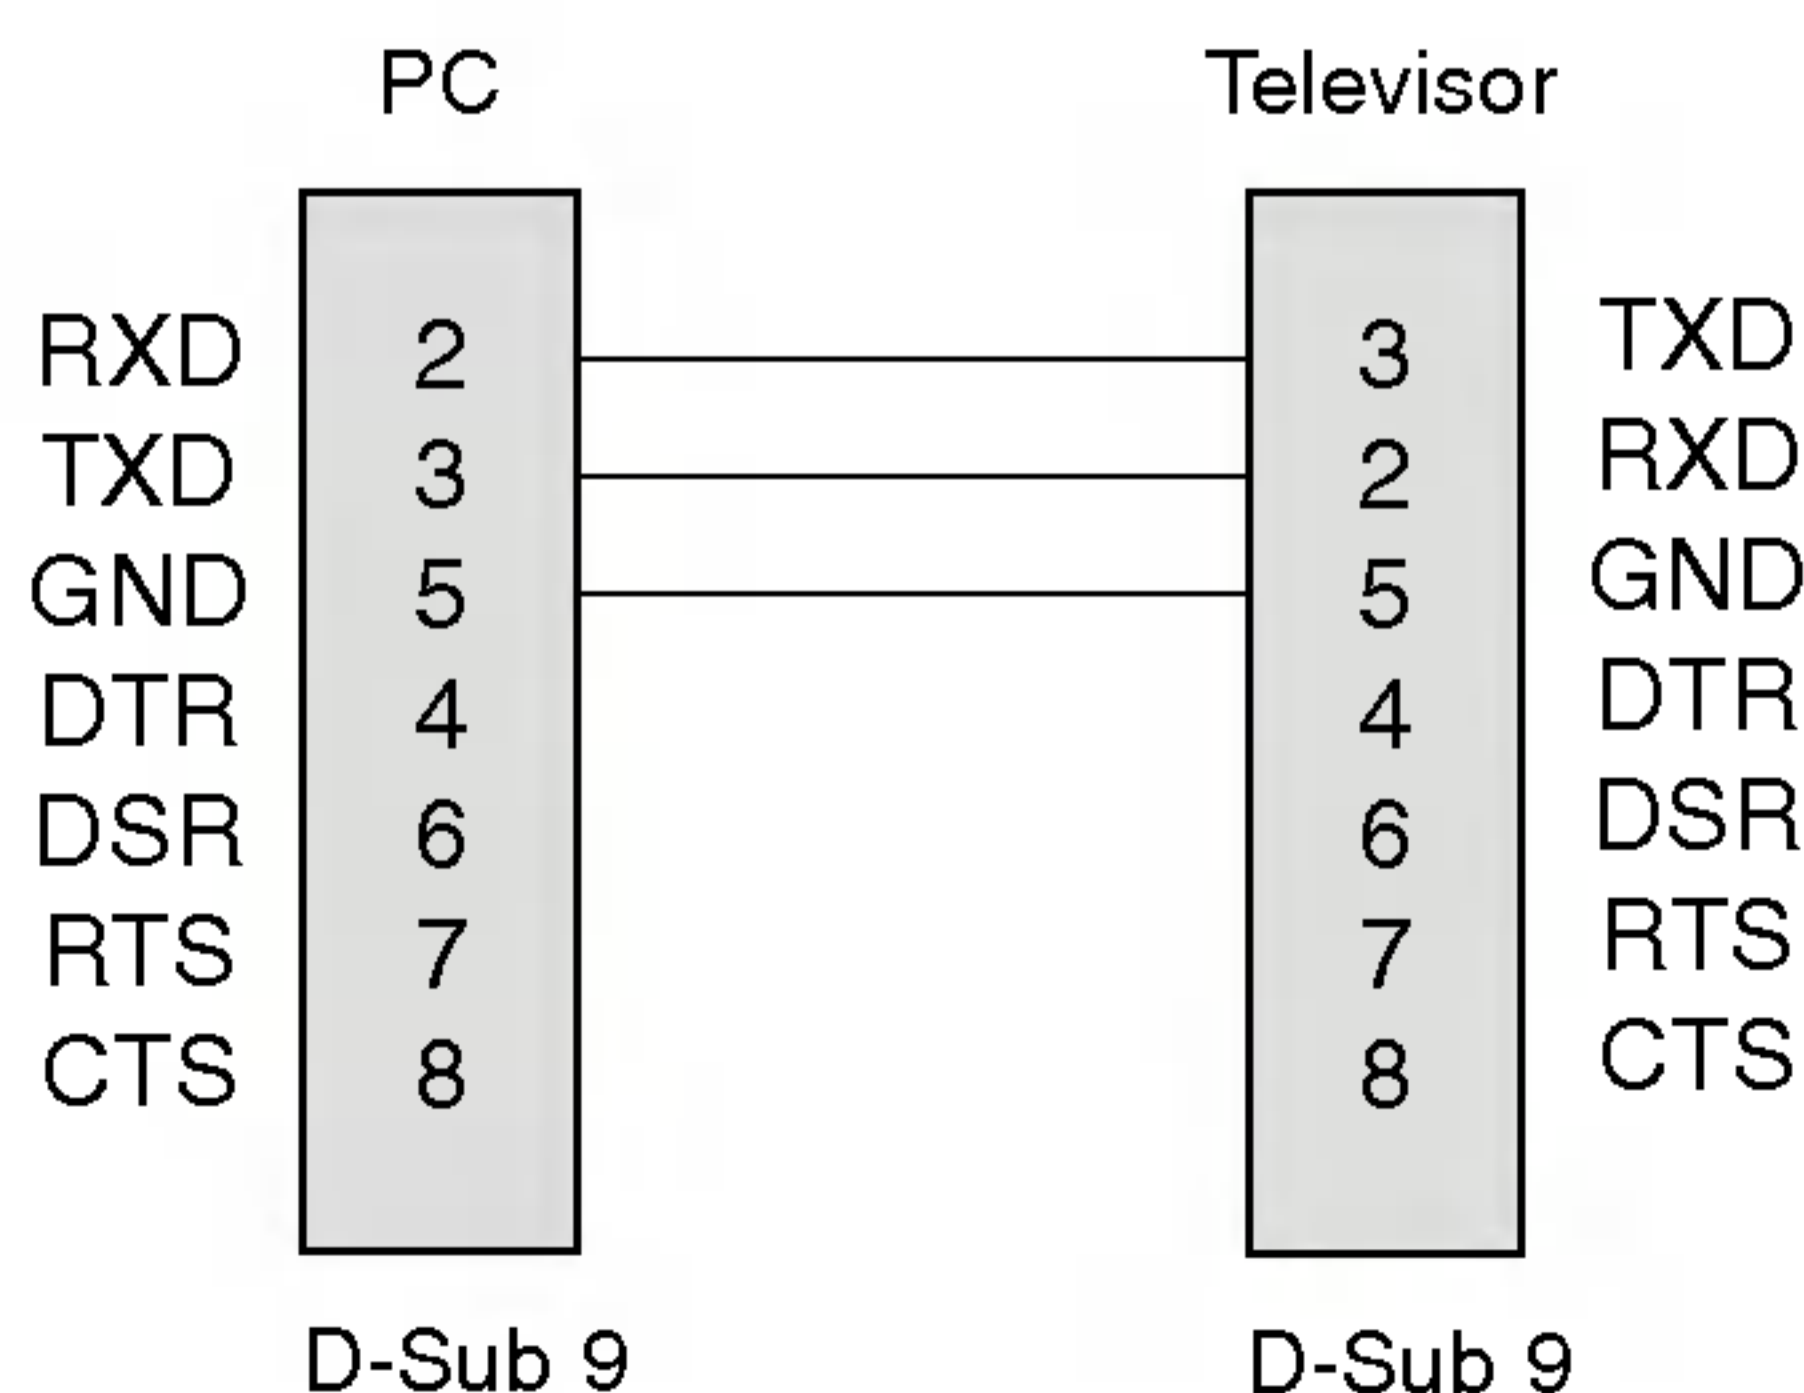 PC Televisor
RXD 2 3 TXD
TXD 3 2 RXD
GND 5 5 GND
DTR 4 4 DTR
DSR 6 6 DSR
RTS 7 7 RTS
CTS 8 8 CTS
D-Sub 9 D-Sub 9